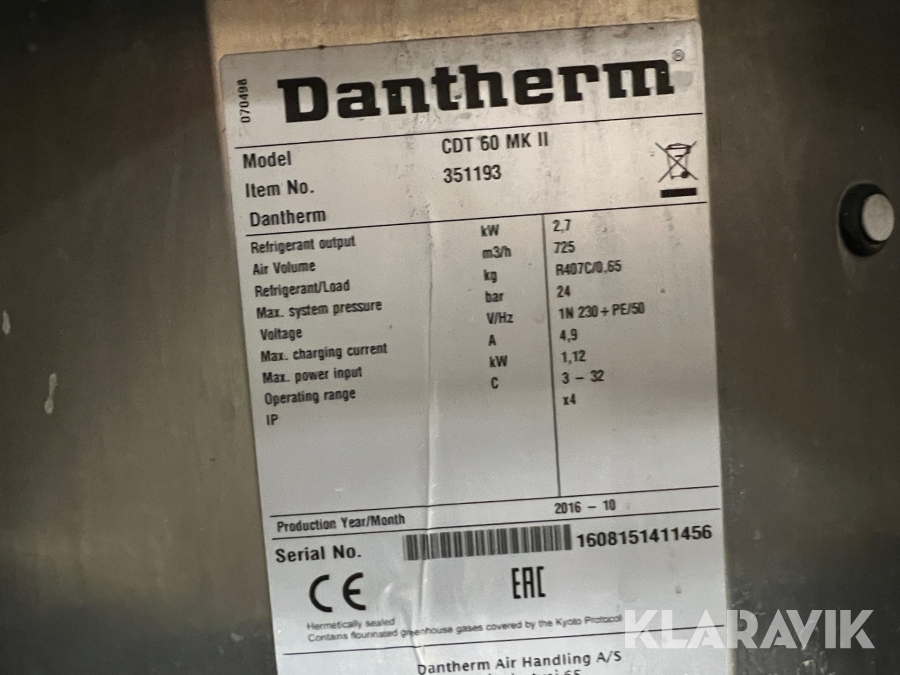 070498
Dantherm®
Model CDT 60 MK II
Item No. 351193
Dantherm
Refrigerant output kW 2,7
Air Volume m3/h 725
Refrigerant/Load kg R407C/0,65
Max. system pressure bar 24
Voltage V/Hz 1N 230 + PE/50
Max. charging current A 4,9
Max. power input kW 1,12
Operating range C 3 - 32
IP x4
Production Year/Month 2016 - 10
Serial No. 1608151411456
CE EAC
Hermetically sealed
Contains flourinated greenhouse gases covered by the Kyoto Protocol
KLARAVIK
Dantherm Air Handling A/S
65